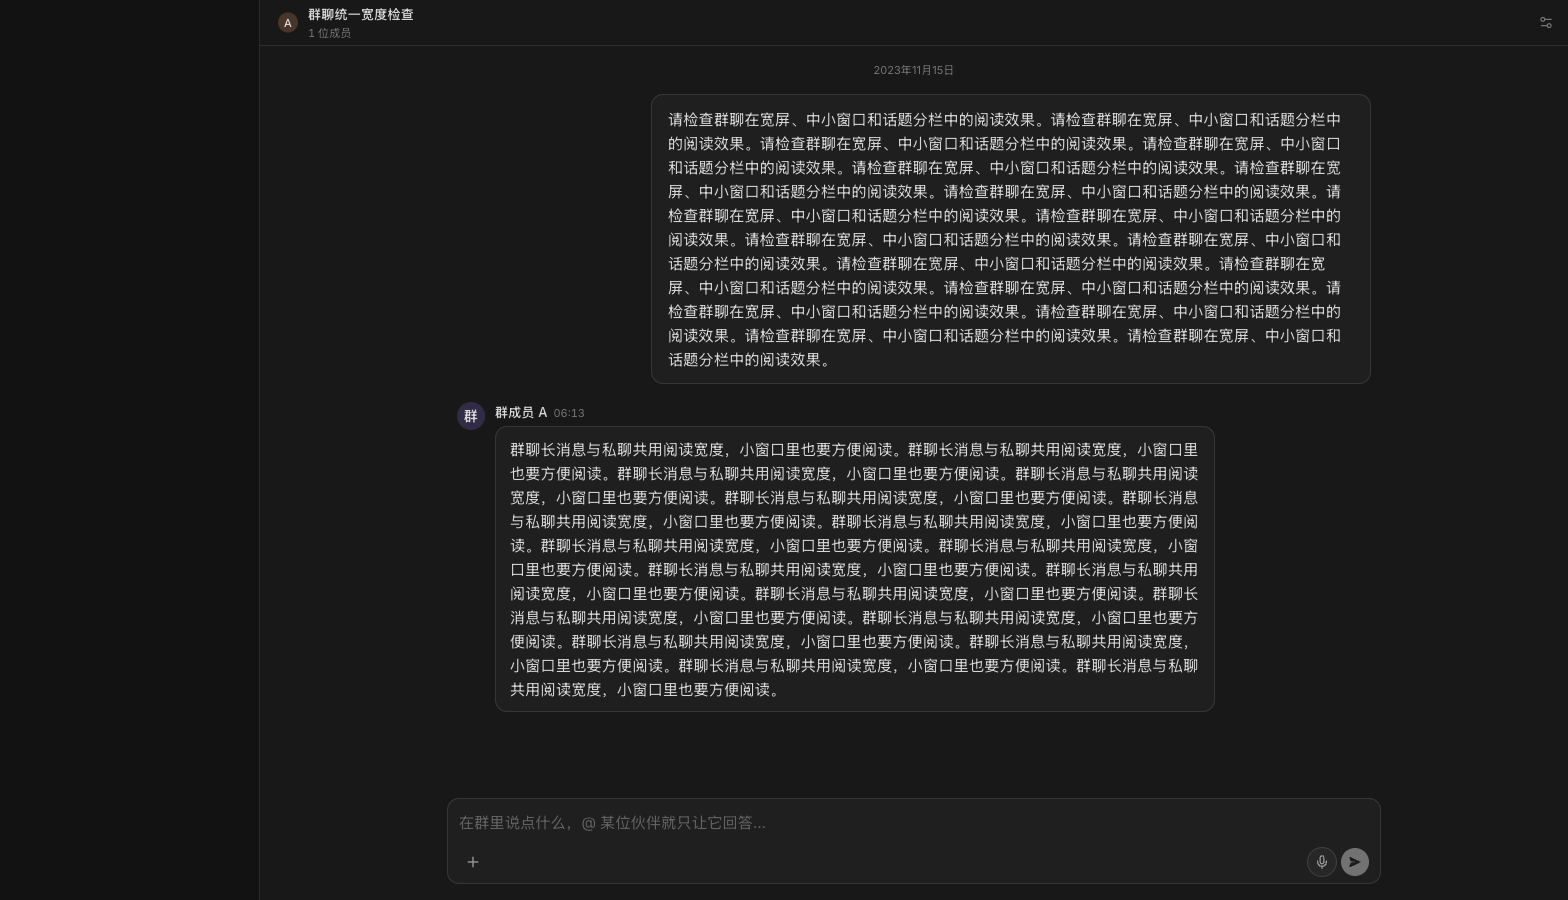 A
群聊统一宽度检查
1 位成员
2023年11月15日
请检查群聊在宽屏、中小窗口和话题分栏中的阅读效果。请检查群聊在宽屏、中小窗口和话题分栏中
的阅读效果。请检查群聊在宽屏、中小窗口和话题分栏中的阅读效果。请检查群聊在宽屏、中小窗口
和话题分栏中的阅读效果。请检查群聊在宽屏、中小窗口和话题分栏中的阅读效果。请检查群聊在宽
屏、中小窗口和话题分栏中的阅读效果。请检查群聊在宽屏、中小窗口和话题分栏中的阅读效果。请
检查群聊在宽屏、中小窗口和话题分栏中的阅读效果。请检查群聊在宽屏、中小窗口和话题分栏中的
阅读效果。请检查群聊在宽屏、中小窗口和话题分栏中的阅读效果。请检查群聊在宽屏、中小窗口和
话题分栏中的阅读效果。请检查群聊在宽屏、中小窗口和话题分栏中的阅读效果。请检查群聊在宽
屏、中小窗口和话题分栏中的阅读效果。请检查群聊在宽屏、中小窗口和话题分栏中的阅读效果。请
检查群聊在宽屏、中小窗口和话题分栏中的阅读效果。请检查群聊在宽屏、中小窗口和话题分栏中的
阅读效果。请检查群聊在宽屏、中小窗口和话题分栏中的阅读效果。请检查群聊在宽屏、中小窗口和
话题分栏中的阅读效果。
群
群成员 A 06:13
群聊长消息与私聊共用阅读宽度，小窗口里也要方便阅读。群聊长消息与私聊共用阅读宽度，小窗口里
也要方便阅读。群聊长消息与私聊共用阅读宽度，小窗口里也要方便阅读。群聊长消息与私聊共用阅读
宽度，小窗口里也要方便阅读。群聊长消息与私聊共用阅读宽度，小窗口里也要方便阅读。群聊长消息
与私聊共用阅读宽度，小窗口里也要方便阅读。群聊长消息与私聊共用阅读宽度，小窗口里也要方便阅
读。群聊长消息与私聊共用阅读宽度，小窗口里也要方便阅读。群聊长消息与私聊共用阅读宽度，小窗
口里也要方便阅读。群聊长消息与私聊共用阅读宽度，小窗口里也要方便阅读。群聊长消息与私聊共用
阅读宽度，小窗口里也要方便阅读。群聊长消息与私聊共用阅读宽度，小窗口里也要方便阅读。群聊长
消息与私聊共用阅读宽度，小窗口里也要方便阅读。群聊长消息与私聊共用阅读宽度，小窗口里也要方
便阅读。群聊长消息与私聊共用阅读宽度，小窗口里也要方便阅读。群聊长消息与私聊共用阅读宽度，
小窗口里也要方便阅读。群聊长消息与私聊共用阅读宽度，小窗口里也要方便阅读。群聊长消息与私聊
共用阅读宽度，小窗口里也要方便阅读。
在群里说点什么，@ 某位伙伴就只让它回答...